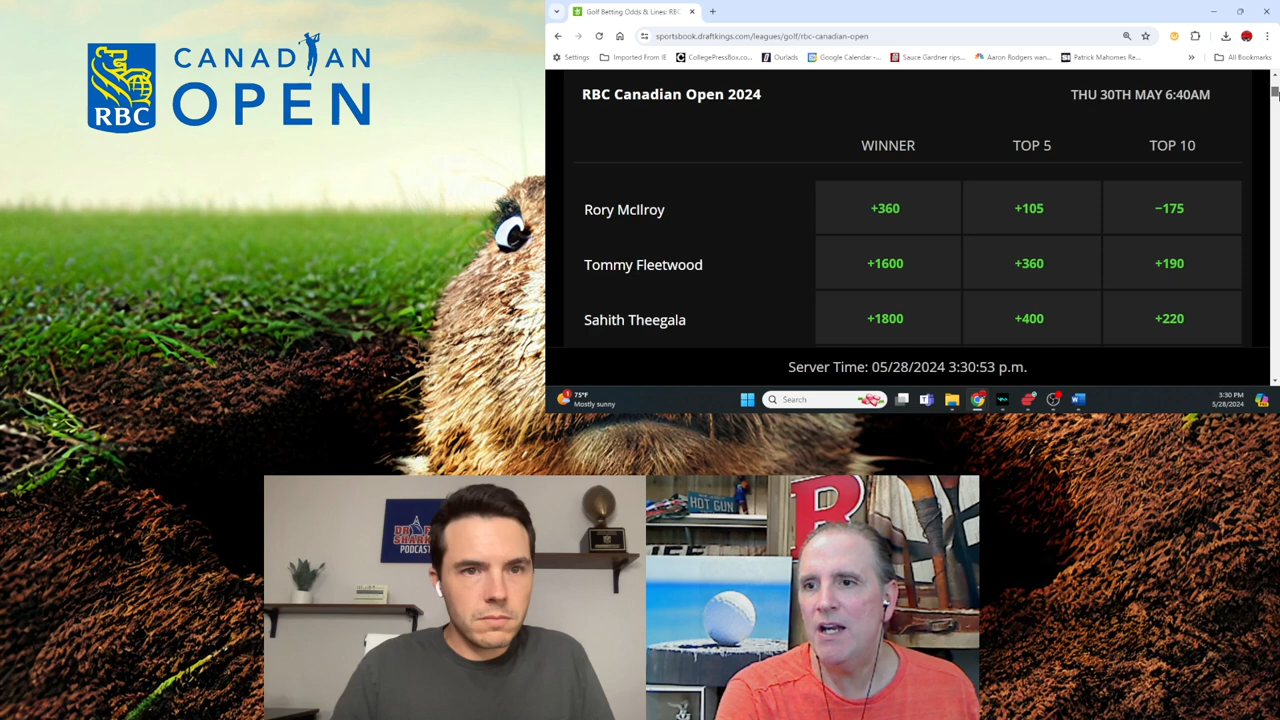 CANADIAN
OPEN
RBC
Golf Betting Odds & Lines: RBC
sportsbook.draftkings.com/leagues/golf/rbc-canadian-open
Settings
Imported From IE
CollegePressBox.co...
Ourlads
Google Calendar -...
Sauce Gardner rips...
Aaron Rodgers wan...
Patrick Mahomes Re...
All Bookmarks
RBC Canadian Open 2024
THU 30TH MAY 6:40AM
WINNER
TOP 5
TOP 10
Rory McIlroy
+360
+105
−175
Tommy Fleetwood
+1600
+360
+190
Sahith Theegala
+1800
+400
+220
Server Time: 05/28/2024 3:30:53 p.m.
75°F
Mostly sunny
Search
3:30 PM
5/28/2024
PODCAST
HOT GUN
R